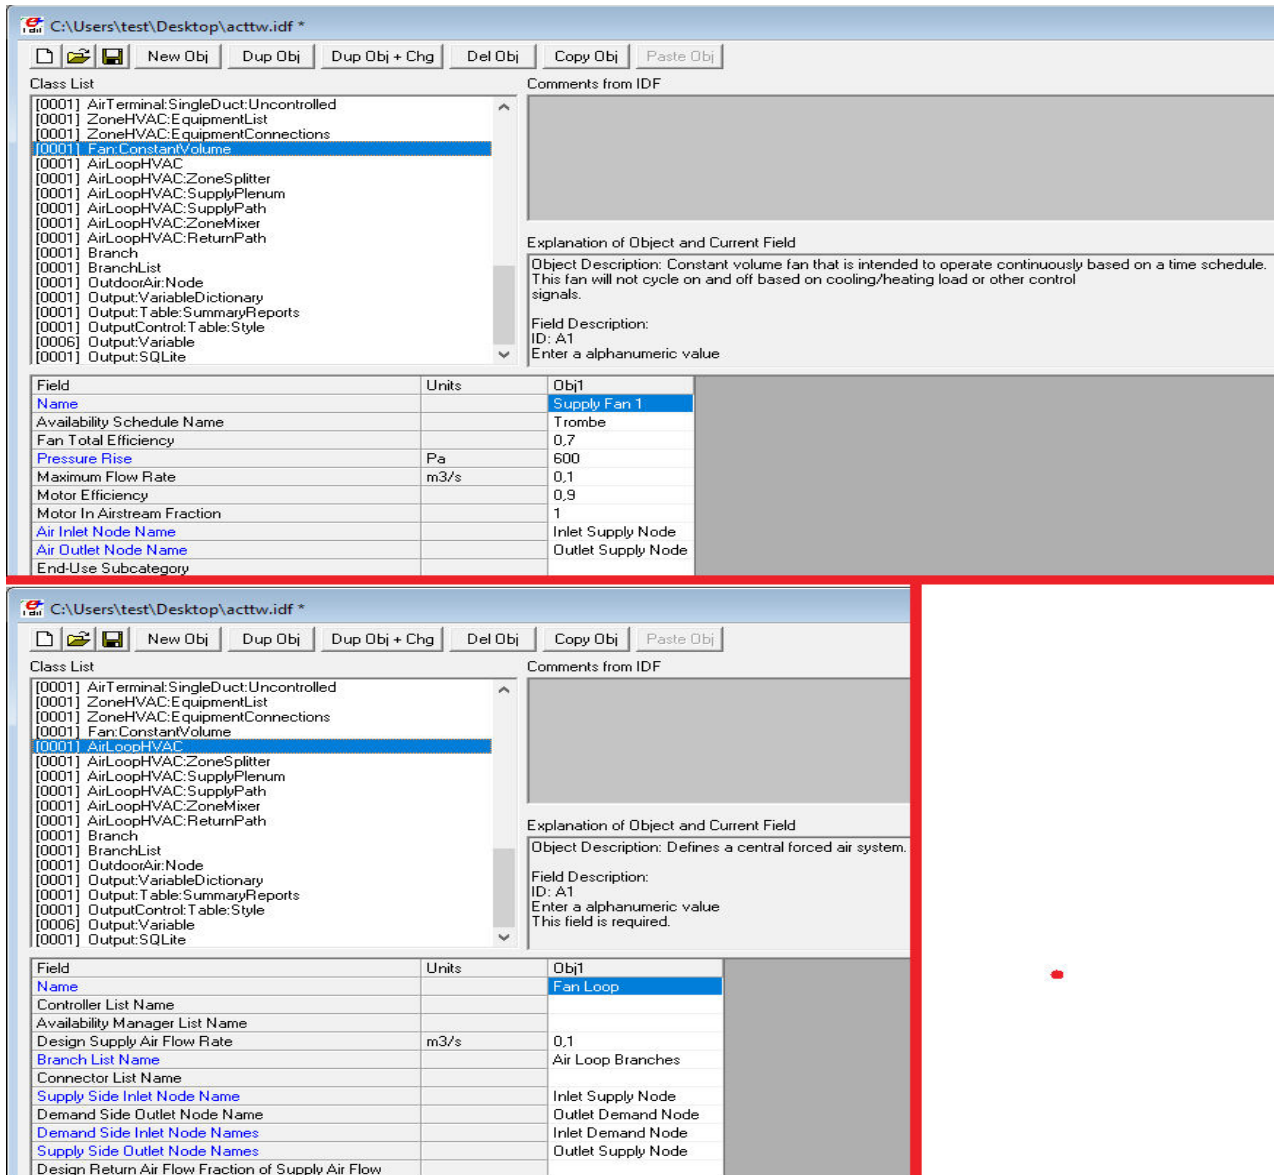 C:\Users\test\Desktop\acttw.idf *
New Obj Dup Obj Dup Obj + Chg Del Obj Copy Obj Paste Obj
Class List
[0001] AirTerminal:SingleDuct:Uncontrolled
[0001] ZoneHVAC:EquipmentList
[0001] ZoneHVAC:EquipmentConnections
[0001] Fan:ConstantVolume
[0001] AirLoopHVAC
[0001] AirLoopHVAC:ZoneSplitter
[0001] AirLoopHVAC:SupplyPlenum
[0001] AirLoopHVAC:SupplyPath
[0001] AirLoopHVAC:ZoneMixer
[0001] AirLoopHVAC:ReturnPath
[0001] Branch
[0001] BranchList
[0001] OutdoorAir:Node
[0001] Output:VariableDictionary
[0001] Output:Table:SummaryReports
[0001] OutputControl:Table:Style
[0006] Output:Variable
[0001] Output:SQLite
Comments from IDF
Explanation of Object and Current Field
Object Description: Constant volume fan that is intended to operate continuously based on a time schedule.
This fan will not cycle on and off based on cooling/heating load or other control
signals.
Field Description:
ID: A1
Enter a alphanumeric value
Field Units Obj1
Name Supply Fan 1
Availability Schedule Name Trombe
Fan Total Efficiency 0,7
Pressure Rise Pa 600
Maximum Flow Rate m3/s 0,1
Motor Efficiency 0,9
Motor In Airstream Fraction 1
Air Inlet Node Name Inlet Supply Node
Air Outlet Node Name Outlet Supply Node
End-Use Subcategory
C:\Users\test\Desktop\acttw.idf *
New Obj Dup Obj Dup Obj + Chg Del Obj Copy Obj Paste Obj
Class List
[0001] AirTerminal:SingleDuct:Uncontrolled
[0001] ZoneHVAC:EquipmentList
[0001] ZoneHVAC:EquipmentConnections
[0001] Fan:ConstantVolume
[0001] AirLoopHVAC
[0001] AirLoopHVAC:ZoneSplitter
[0001] AirLoopHVAC:SupplyPlenum
[0001] AirLoopHVAC:SupplyPath
[0001] AirLoopHVAC:ZoneMixer
[0001] AirLoopHVAC:ReturnPath
[0001] Branch
[0001] BranchList
[0001] OutdoorAir:Node
[0001] Output:VariableDictionary
[0001] Output:Table:SummaryReports
[0001] OutputControl:Table:Style
[0006] Output:Variable
[0001] Output:SQLite
Comments from IDF
Explanation of Object and Current Field
Object Description: Defines a central forced air system.
Field Description:
ID: A1
Enter a alphanumeric value
This field is required.
Field Units Obj1
Name Fan Loop
Controller List Name
Availability Manager List Name
Design Supply Air Flow Rate m3/s 0,1
Branch List Name Air Loop Branches
Connector List Name
Supply Side Inlet Node Name Inlet Supply Node
Demand Side Outlet Node Name Outlet Demand Node
Demand Side Inlet Node Names Inlet Demand Node
Supply Side Outlet Node Names Outlet Supply Node
Design Return Air Flow Fraction of Supply Air Flow